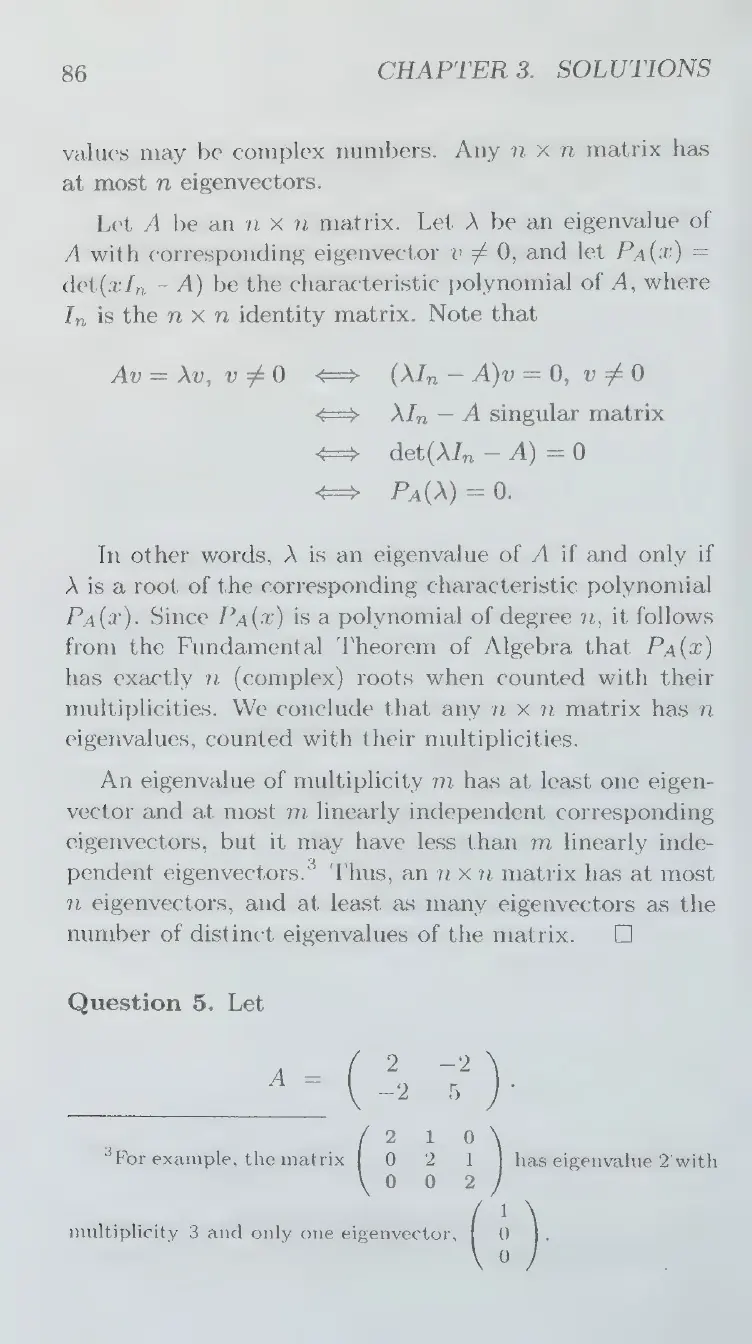 86 CHAPTER 3. SOLUTIONS
values may be complex numbers. Any n × n matrix has
at most n eigenvectors.
Let A be an n × n matrix. Let λ be an eigenvalue of
A with corresponding eigenvector v ≠ 0, and let P_A(x) =
det(xI_n - A) be the characteristic polynomial of A, where
I_n is the n × n identity matrix. Note that
Av = λv, v ≠ 0 ⟺ (λI_n − A)v = 0, v ≠ 0
⟺ λI_n − A singular matrix
⟺ det(λI_n − A) = 0
⟺ P_A(λ) = 0.
In other words, λ is an eigenvalue of A if and only if
λ is a root of the corresponding characteristic polynomial
P_A(x). Since P_A(x) is a polynomial of degree n, it follows
from the Fundamental Theorem of Algebra that P_A(x)
has exactly n (complex) roots when counted with their
multiplicities. We conclude that any n × n matrix has n
eigenvalues, counted with their multiplicities.
An eigenvalue of multiplicity m has at least one eigen-
vector and at most m linearly independent corresponding
eigenvectors, but it may have less than m linearly inde-
pendent eigenvectors.³ Thus, an n × n matrix has at most
n eigenvectors, and at least as many eigenvectors as the
number of distinct eigenvalues of the matrix. □
Question 5. Let
A = ( 2 −2
−2 5 ).
³For example, the matrix ( 2 1 0
0 2 1
0 0 2 ) has eigenvalue 2 with
multiplicity 3 and only one eigenvector, ( 1
0
0 ).